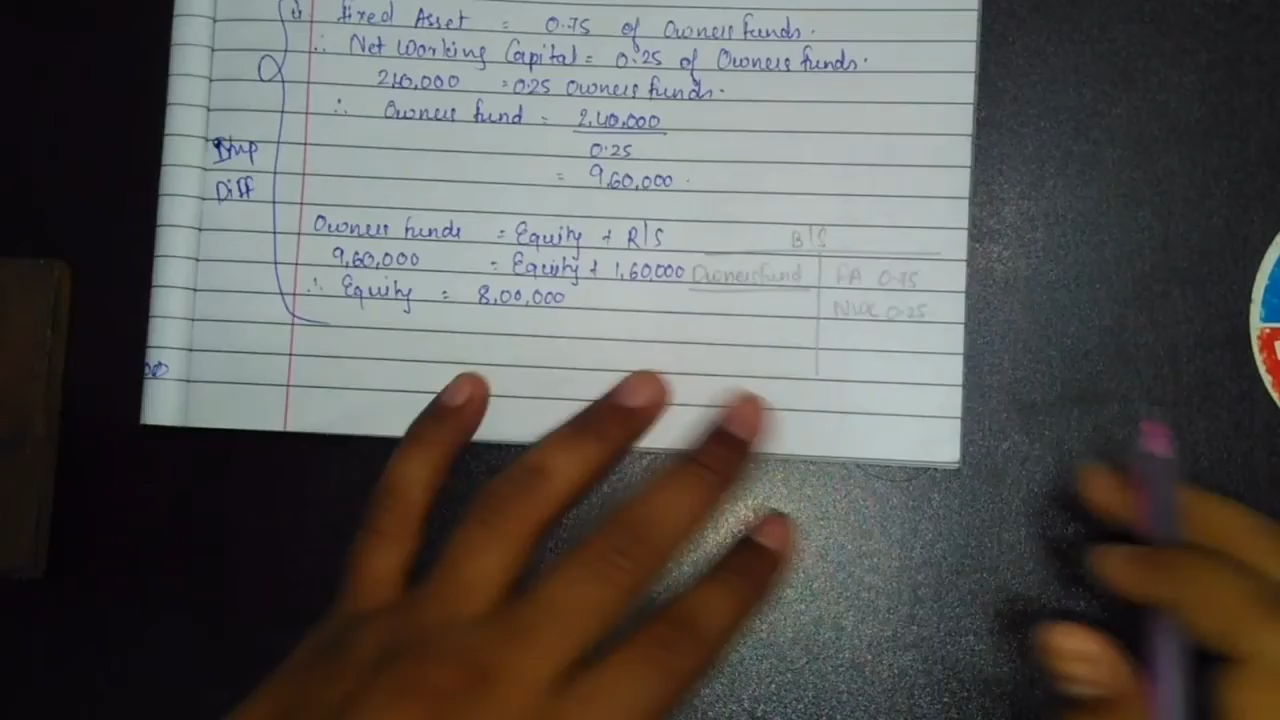 Fixed Asset = 0.75 of Owners funds.
∴ Net Working Capital = 0.25 of Owners funds.
240,000 = 0.25 Owners funds.
∴ Owners fund = 2,40,000
0.25
= 9,60,000.
Imp
Diff
Owners funds = Equity + R/S
9,60,000 = Equity + 1,60,000
∴ Equity = 8,00,000
B/S
Owners fund FA 0.75
NWC 0.25